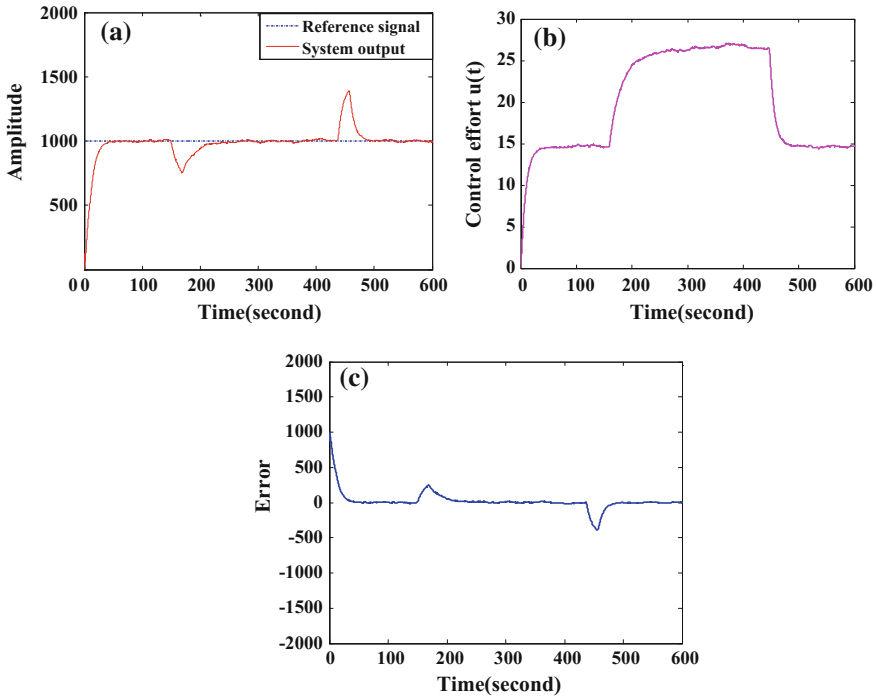 (a)
Reference signal
System output
2000
1500
1000
500
0
Amplitude
0 100 200 300 400 500 600
Time(second)
(b)
30
25
20
15
10
5
0
Control effort u(t)
0 100 200 300 400 500 600
Time(second)
(c)
2000
1500
1000
500
0
-500
-1000
-1500
-2000
Error
0 100 200 300 400 500 600
Time(second)